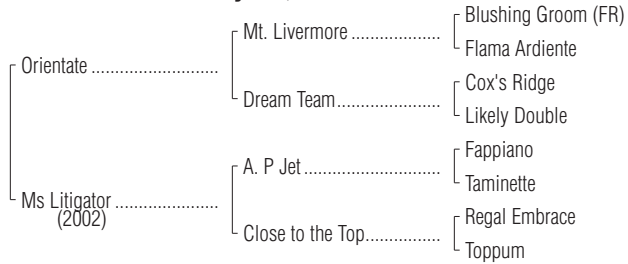 Blushing Groom (FR)
Mt. Livermore ....................
Flama Ardiente
Orientate ............................
Cox's Ridge
Dream Team.......................
Likely Double
Fappiano
A. P Jet ..............................
Taminette
Ms Litigator .......................
(2002)
Regal Embrace
Close to the Top.................
Toppum